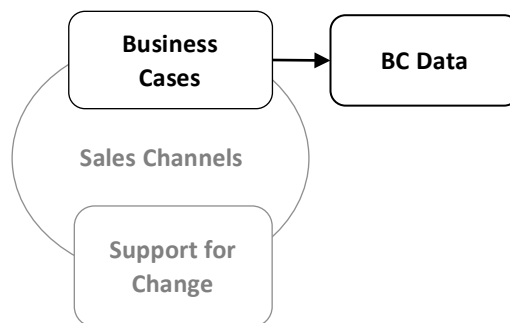 Business
Cases
BC Data
Sales Channels
Support for
Change